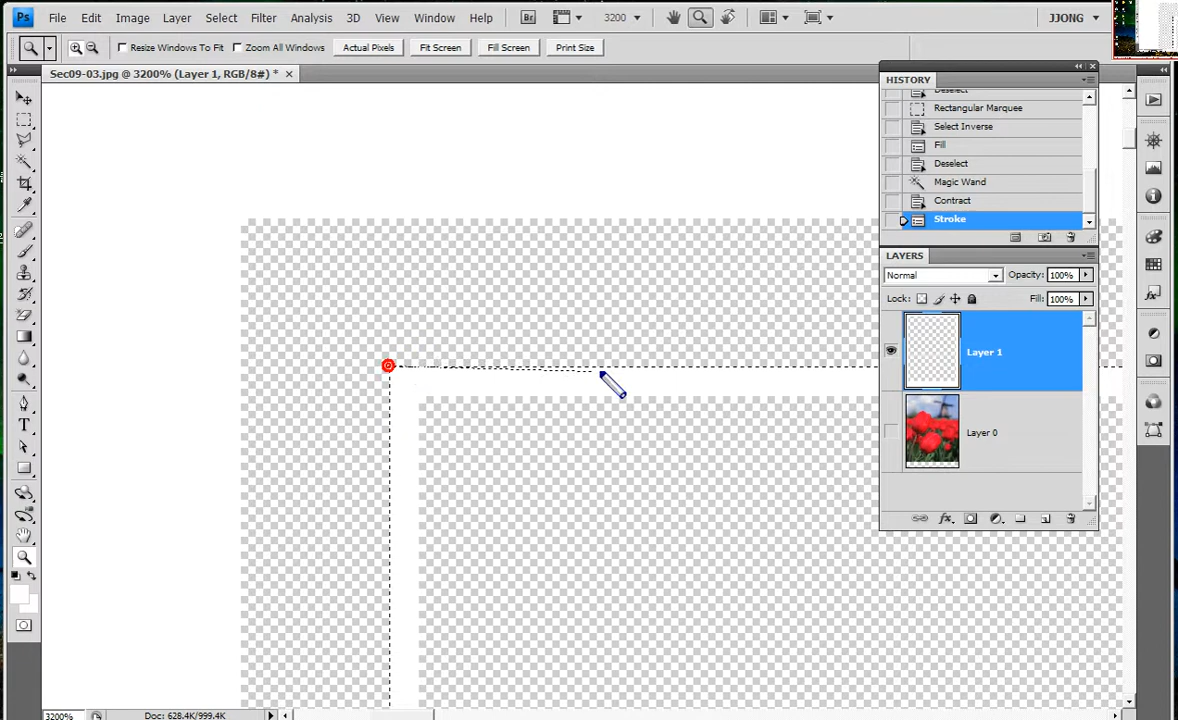 Ps File Edit Image Layer Select Filter Analysis 3D View Window Help Br 3200 JJONG
Resize Windows To Fit Zoom All Windows Actual Pixels Fit Screen Fill Screen Print Size
Sec09-03.jpg @ 3200% (Layer 1, RGB/8#) *
HISTORY
Deselect
Rectangular Marquee
Select Inverse
Fill
Deselect
Magic Wand
Contract
Stroke
LAYERS
Normal Opacity: 100%
Lock: Fill: 100%
Layer 1
Layer 0
fx
T
3200% Doc: 628.4K/999.4K